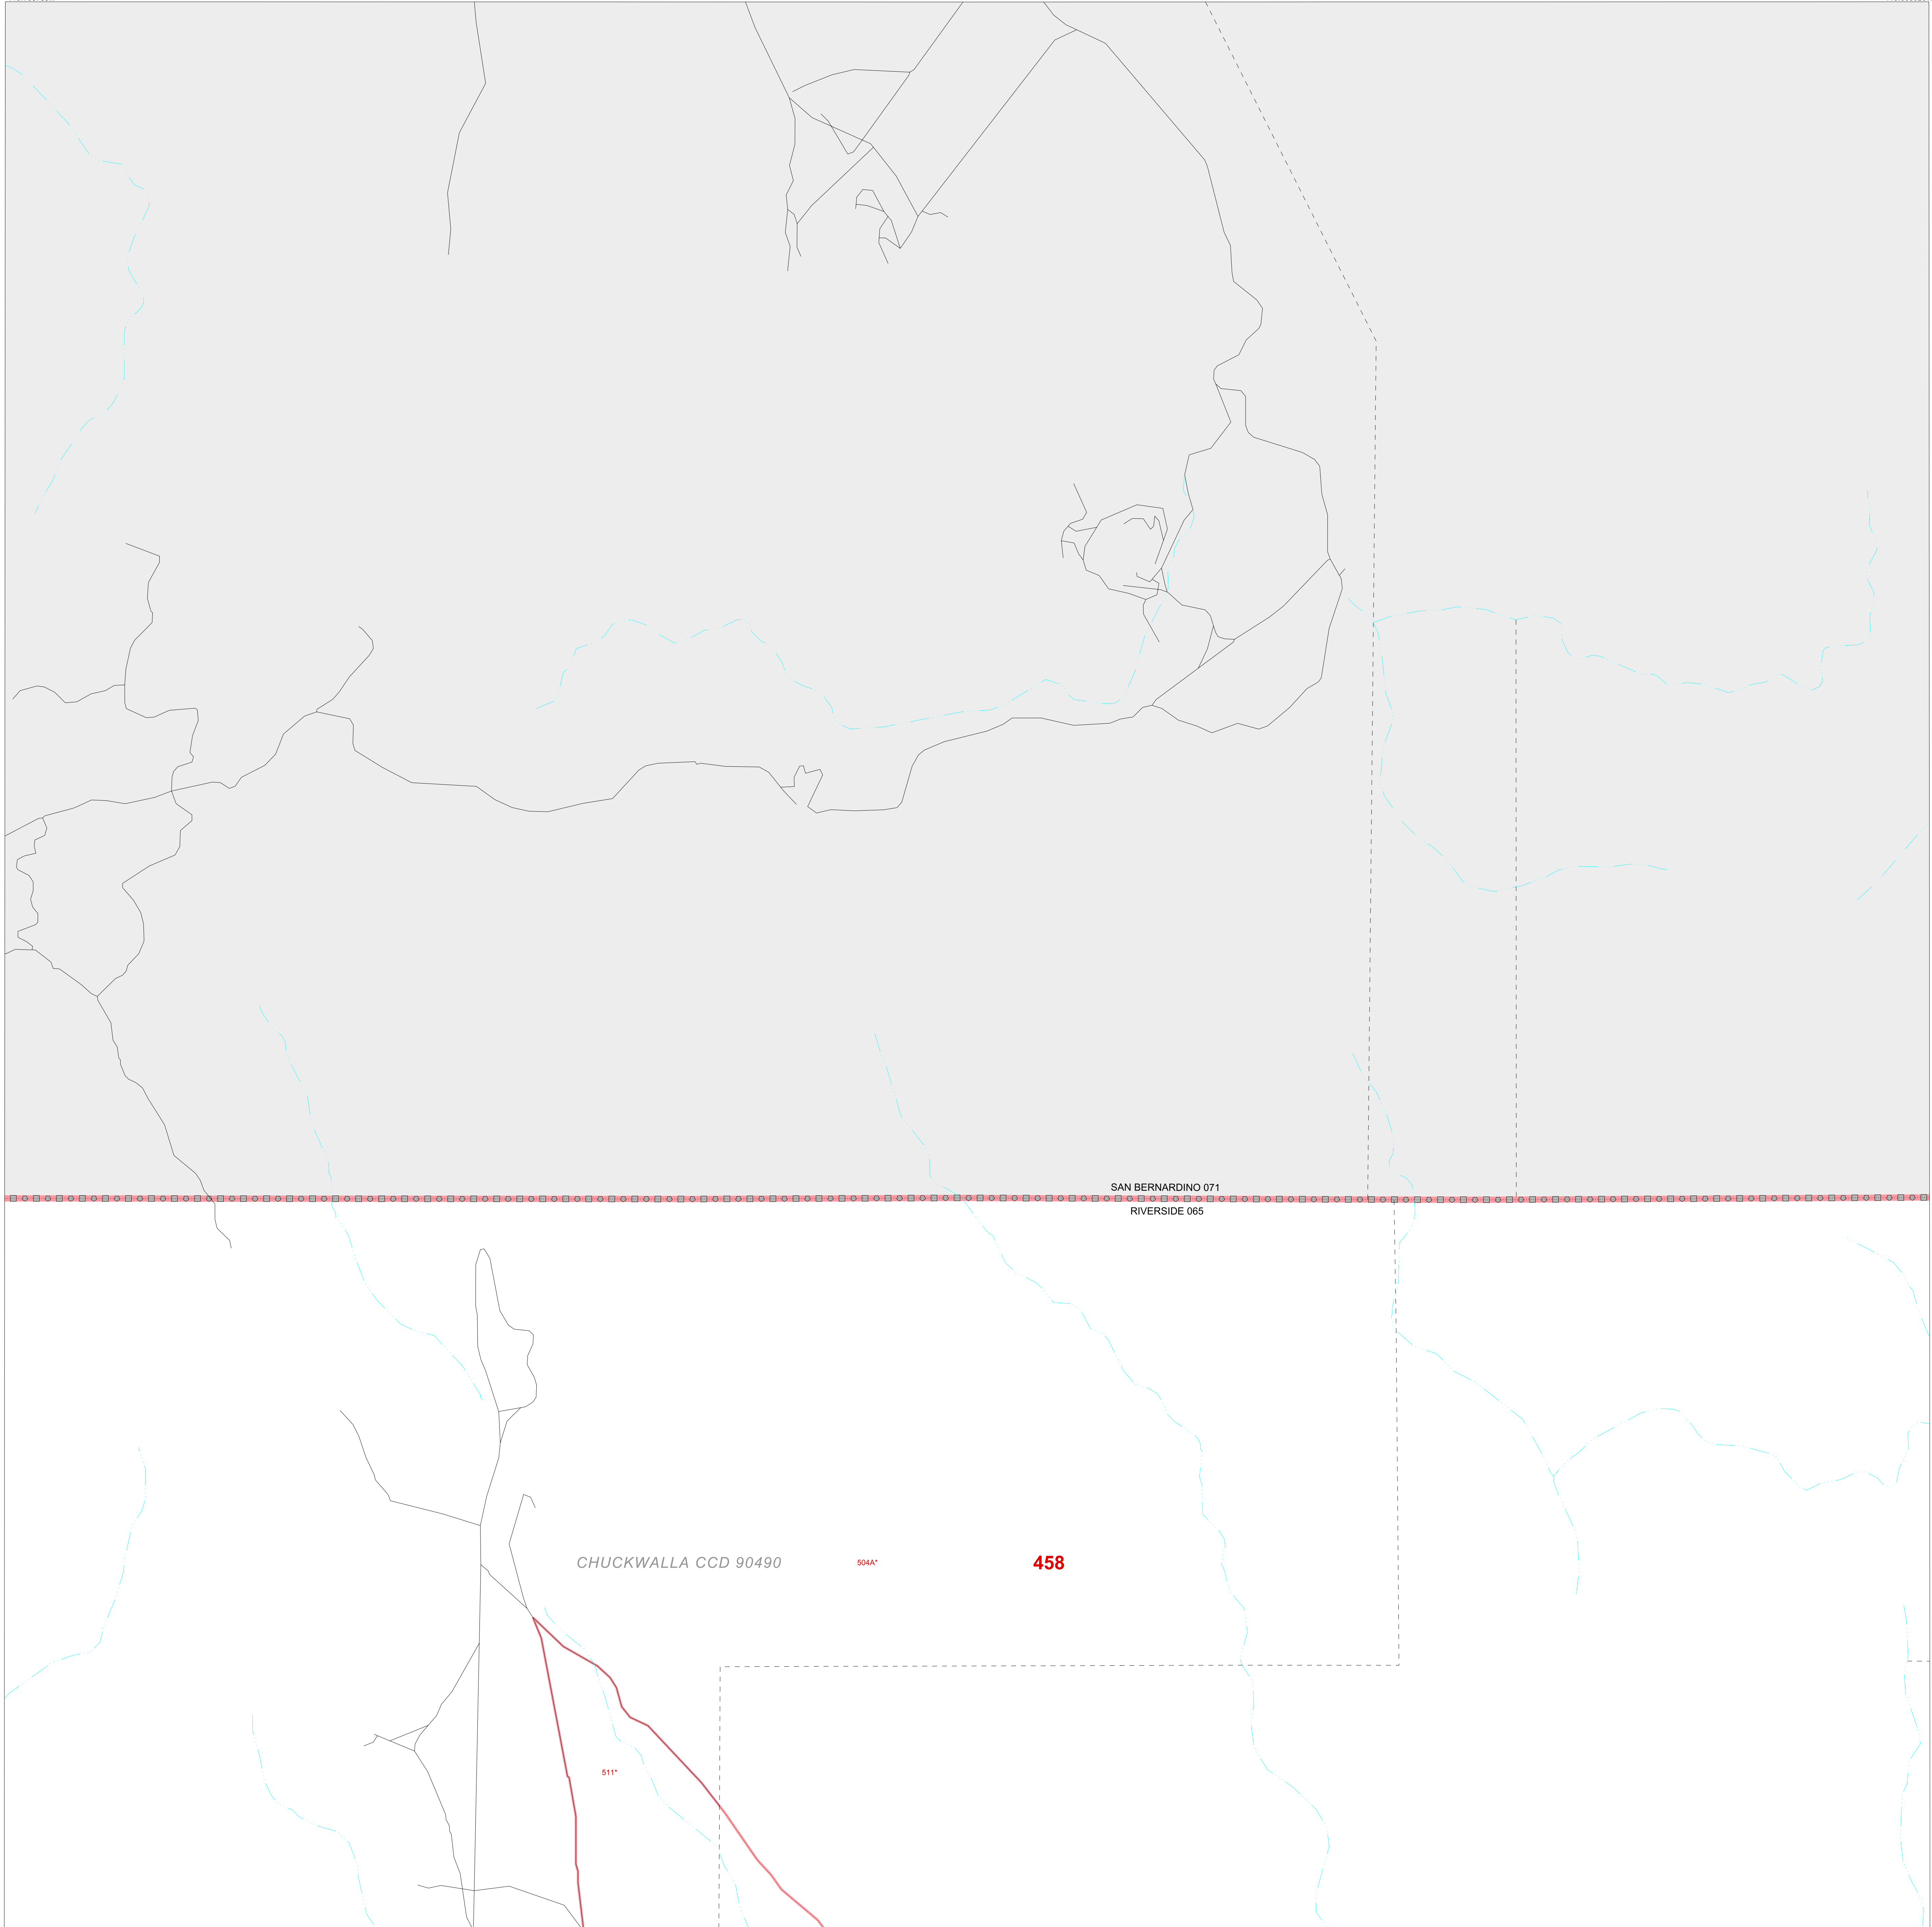 SAN BERNARDINO 071
RIVERSIDE 065
CHUCKWALLA CCD 90490
504A*
458
511*